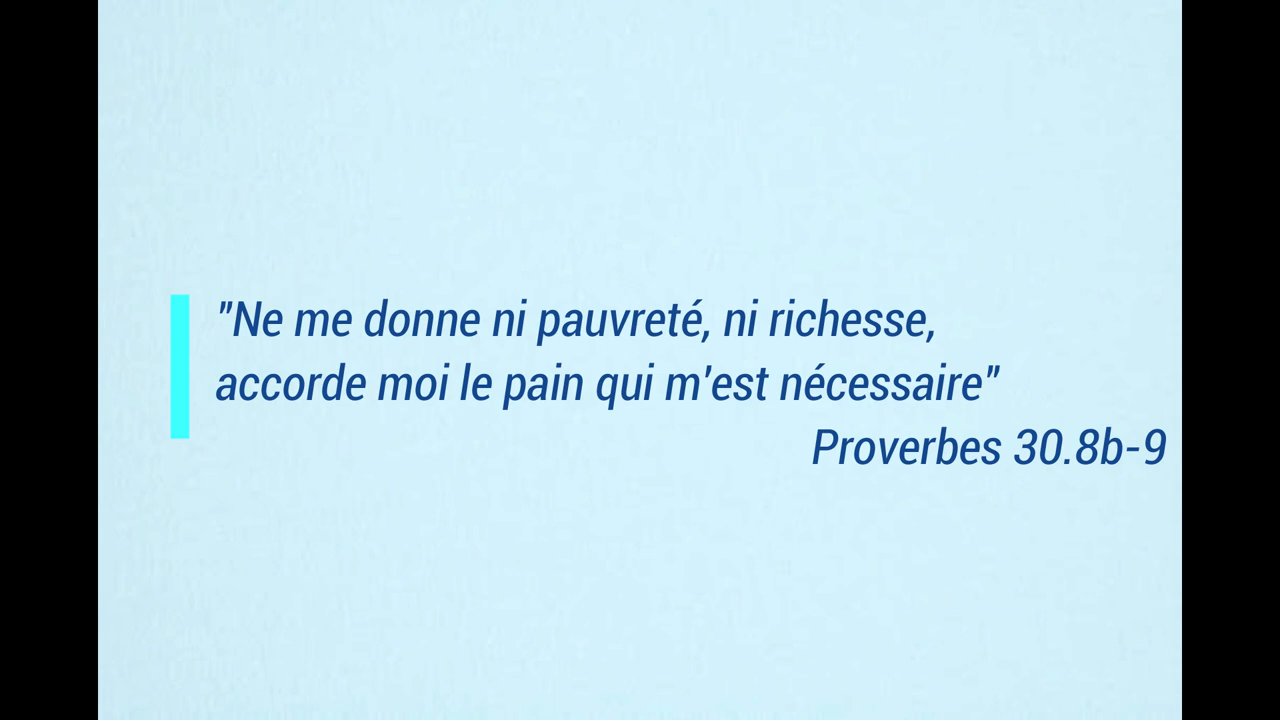 "Ne me donne ni pauvreté, ni richesse,
accorde moi le pain qui m'est nécessaire"
Proverbes 30.8b-9